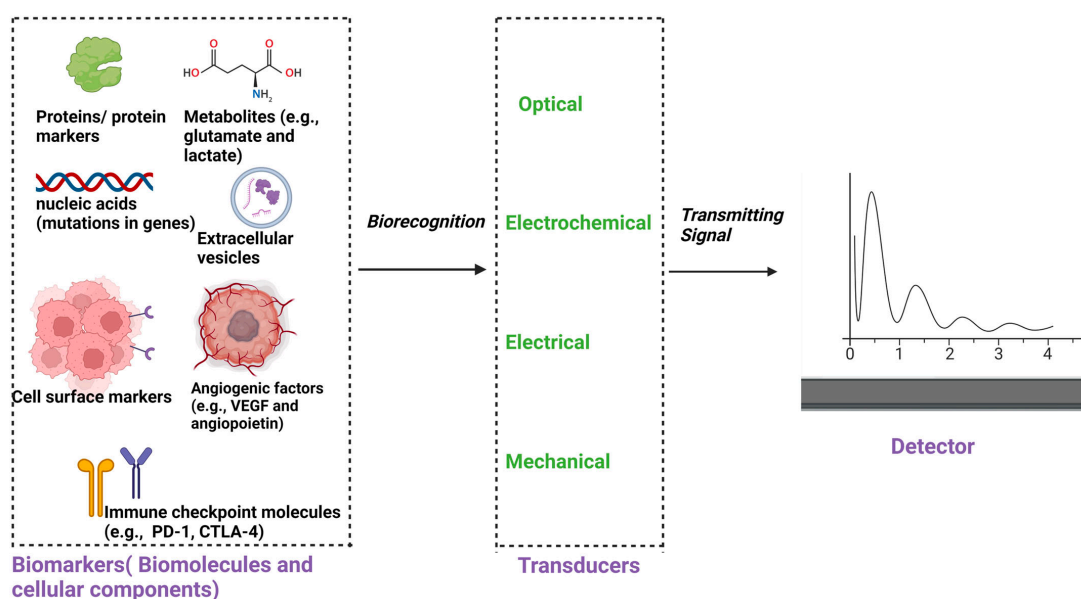 O
O
HO
OH
NH2
Proteins/ protein
markers
Metabolites (e.g.,
glutamate and
lactate)
nucleic acids
(mutations in genes)
Extracellular
vesicles
Cell surface markers
Angiogenic factors
(e.g., VEGF and
angiopoietin)
Immune checkpoint molecules
(e.g., PD-1, CTLA-4)
Biomarkers( Biomolecules and
cellular components)
Biorecognition
Optical
Electrochemical
Electrical
Mechanical
Transducers
Transmitting
Signal
0 1 2 3 4
Detector